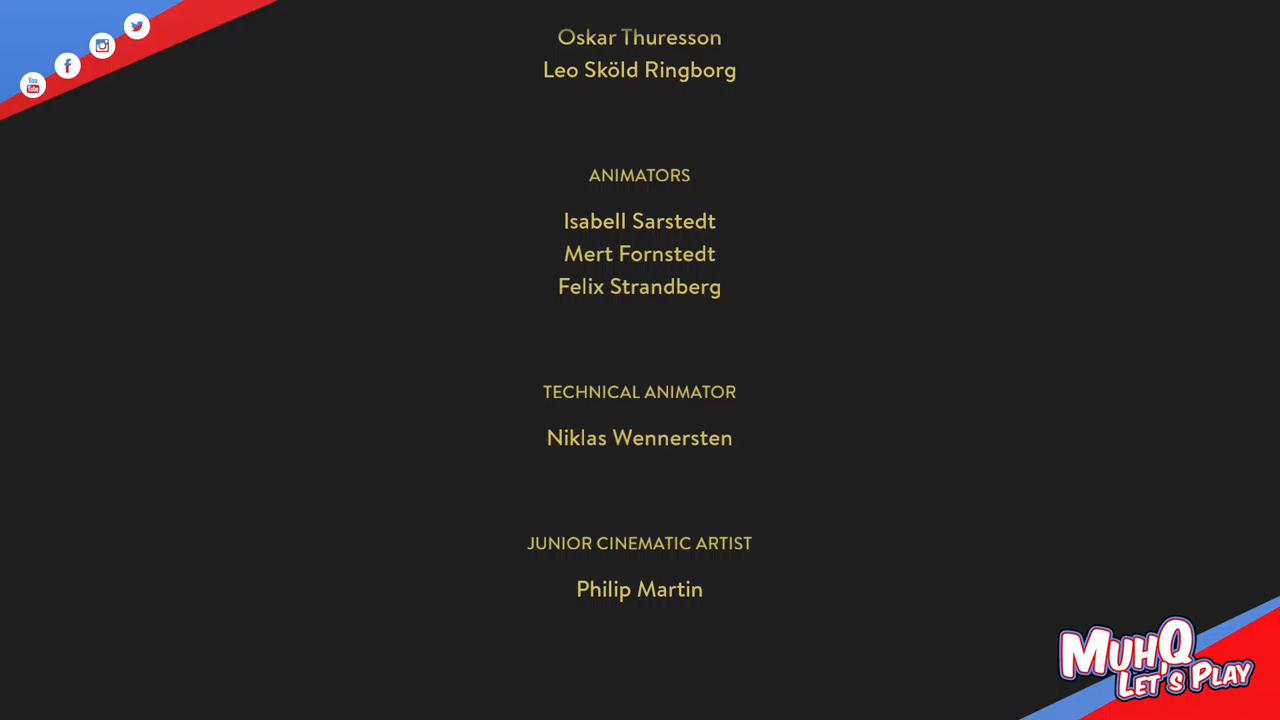 Oskar Thuresson
Leo Sköld Ringborg
ANIMATORS
Isabell Sarstedt
Mert Fornstedt
Felix Strandberg
TECHNICAL ANIMATOR
Niklas Wennersten
JUNIOR CINEMATIC ARTIST
Philip Martin
You
Tube
MUHQ
LET'S PLAY